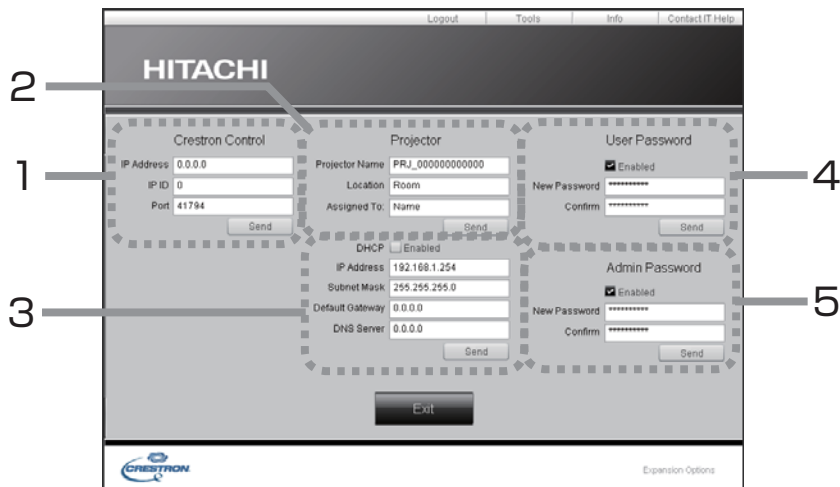 Logout Tools Info Contact IT Help
HITACHI
2
1
Crestron Control
IP Address 0.0.0.0
IP ID 0
Port 41794
Send
Projector
Projector Name PRJ_000000000000
Location Room
Assigned To: Name
Send
User Password
Enabled
New Password **********
Confirm **********
Send
4
3
DHCP Enabled
IP Address 192.168.1.254
Subnet Mask 255.255.255.0
Default Gateway 0.0.0.0
DNS Server 0.0.0.0
Send
Admin Password
Enabled
New Password **********
Confirm **********
Send
5
Exit
CRESTRON
Expansion Options